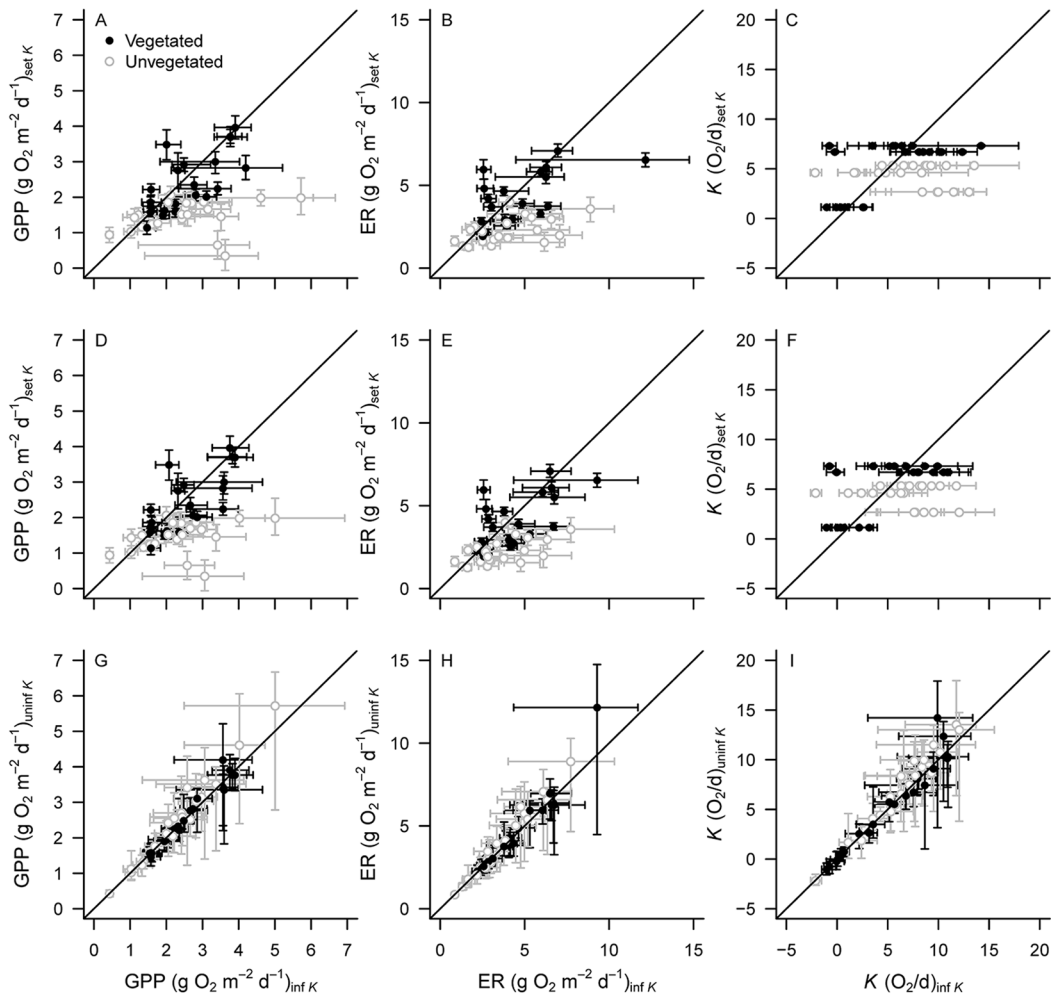 A
B
C
Vegetated
Unvegetated
GPP (g O₂ m⁻² d⁻¹)set K
7
6
5
4
3
2
1
0
ER (g O₂ m⁻² d⁻¹)set K
15
10
5
0
K (O₂/d)set K
20
15
10
5
0
−5
D
E
F
GPP (g O₂ m⁻² d⁻¹)set K
7
6
5
4
3
2
1
0
ER (g O₂ m⁻² d⁻¹)set K
15
10
5
0
K (O₂/d)set K
20
15
10
5
0
−5
G
H
I
GPP (g O₂ m⁻² d⁻¹)uninf K
7
6
5
4
3
2
1
0
ER (g O₂ m⁻² d⁻¹)uninf K
15
10
5
0
K (O₂/d)uninf K
20
15
10
5
0
−5
0 1 2 3 4 5 6 7
0 5 10 15
−5 0 5 10 15 20
GPP (g O₂ m⁻² d⁻¹)inf K
ER (g O₂ m⁻² d⁻¹)inf K
K (O₂/d)inf K